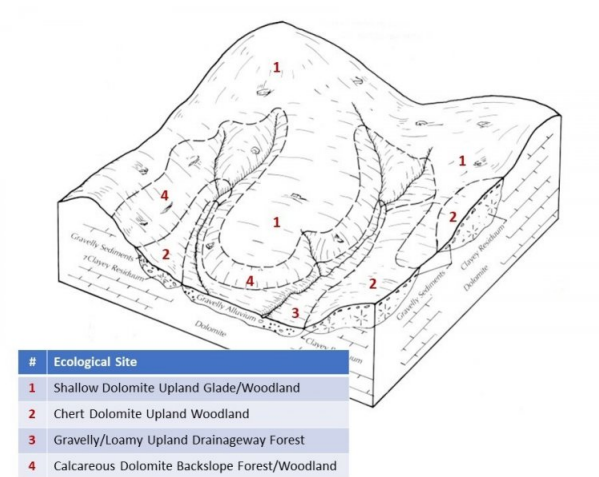 1
1
4
1
2
2
4
2
3
Gravelly Sediments
?Clayey Residuum
Gravelly Alluvium
Dolomite
Clayey Residuum
Gravelly Sediments
Clayey Residuum
Dolomite
# Ecological Site
1 Shallow Dolomite Upland Glade/Woodland
2 Chert Dolomite Upland Woodland
3 Gravelly/Loamy Upland Drainageway Forest
4 Calcareous Dolomite Backslope Forest/Woodland